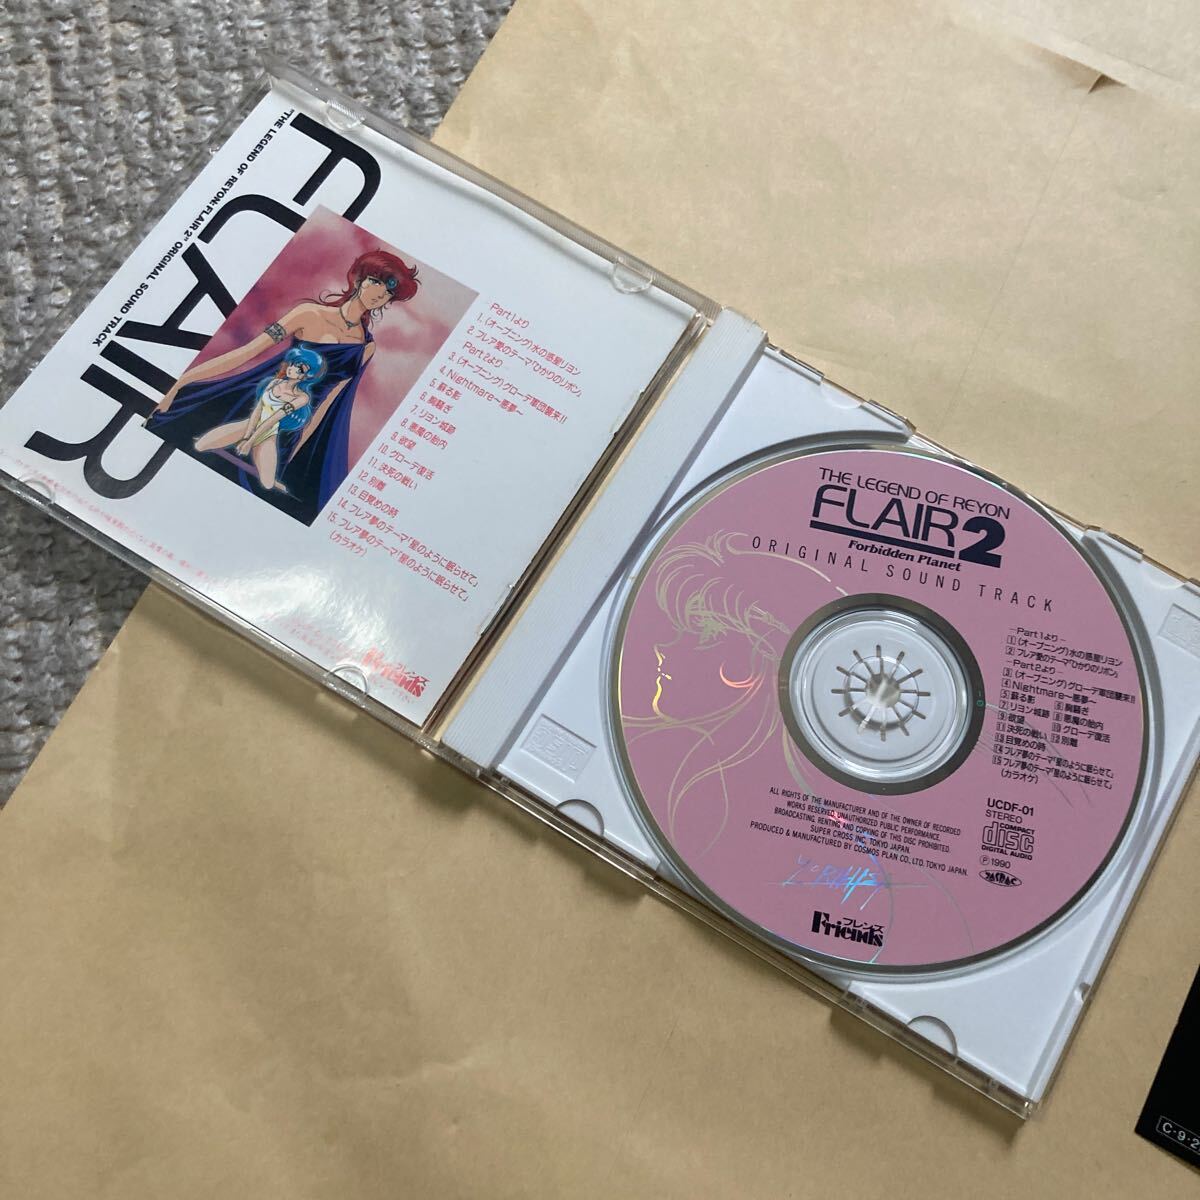 FLAIR
"THE LEGEND OF REYON: FLAIR 2" ORIGINAL SOUND TRACK
-Part1より
1.(オープニング)水の惑星リヨン
2.フレア愛のテーマ「ひかりのリボン」
-Part2より
3.(オープニング)グローデ軍団襲来!!
4.Nightmare~悪夢~
5.蘇る影
6.胸騒ぎ
7.リヨン城跡
8.悪魔の胎内
9.欲望
10.グローデ復活
11.決死の戦い
12.別離
13.目覚めの時
14.フレア夢のテーマ「星のように眠らせて」
15.フレア夢のテーマ「星のように眠らせて」
(カラオケ)
フレンズ
Friends
THE LEGEND OF REYON
FLAIR2
Forbidden Planet
ORIGINAL SOUND TRACK
-Part1より-
1 (オープニング)水の惑星リヨン
2 フレア愛のテーマ「ひかりのリボン」
-Part2より-
3 (オープニング)グローデ軍団襲来!!
4 Nightmare~悪夢~
5 蘇る影 6 胸騒ぎ
7 リヨン城跡 8 悪魔の胎内
9 欲望 10 グローデ復活
11 決死の戦い 12 別離
13 目覚めの時
14 フレア夢のテーマ「星のように眠らせて」
15 フレア夢のテーマ「星のように眠らせて」
(カラオケ)
ALL RIGHTS OF THE MANUFACTURER AND OF THE OWNER OF RECORDED
WORKS RESERVED. UNAUTHORIZED PUBLIC PERFORMANCE,
BROADCASTING, RENTING AND COPYING OF THIS DISC PROHIBITED.
SUPER CROSS INC. TOKYO JAPAN.
PRODUCED & MANUFACTURED BY COSMOS PLAN CO., LTD. TOKYO JAPAN.
UCDF-01
STEREO
COMPACT
disc
DIGITAL AUDIO
Ⓟ1990
JASRAC
フレンズ
Friends
C-9-2